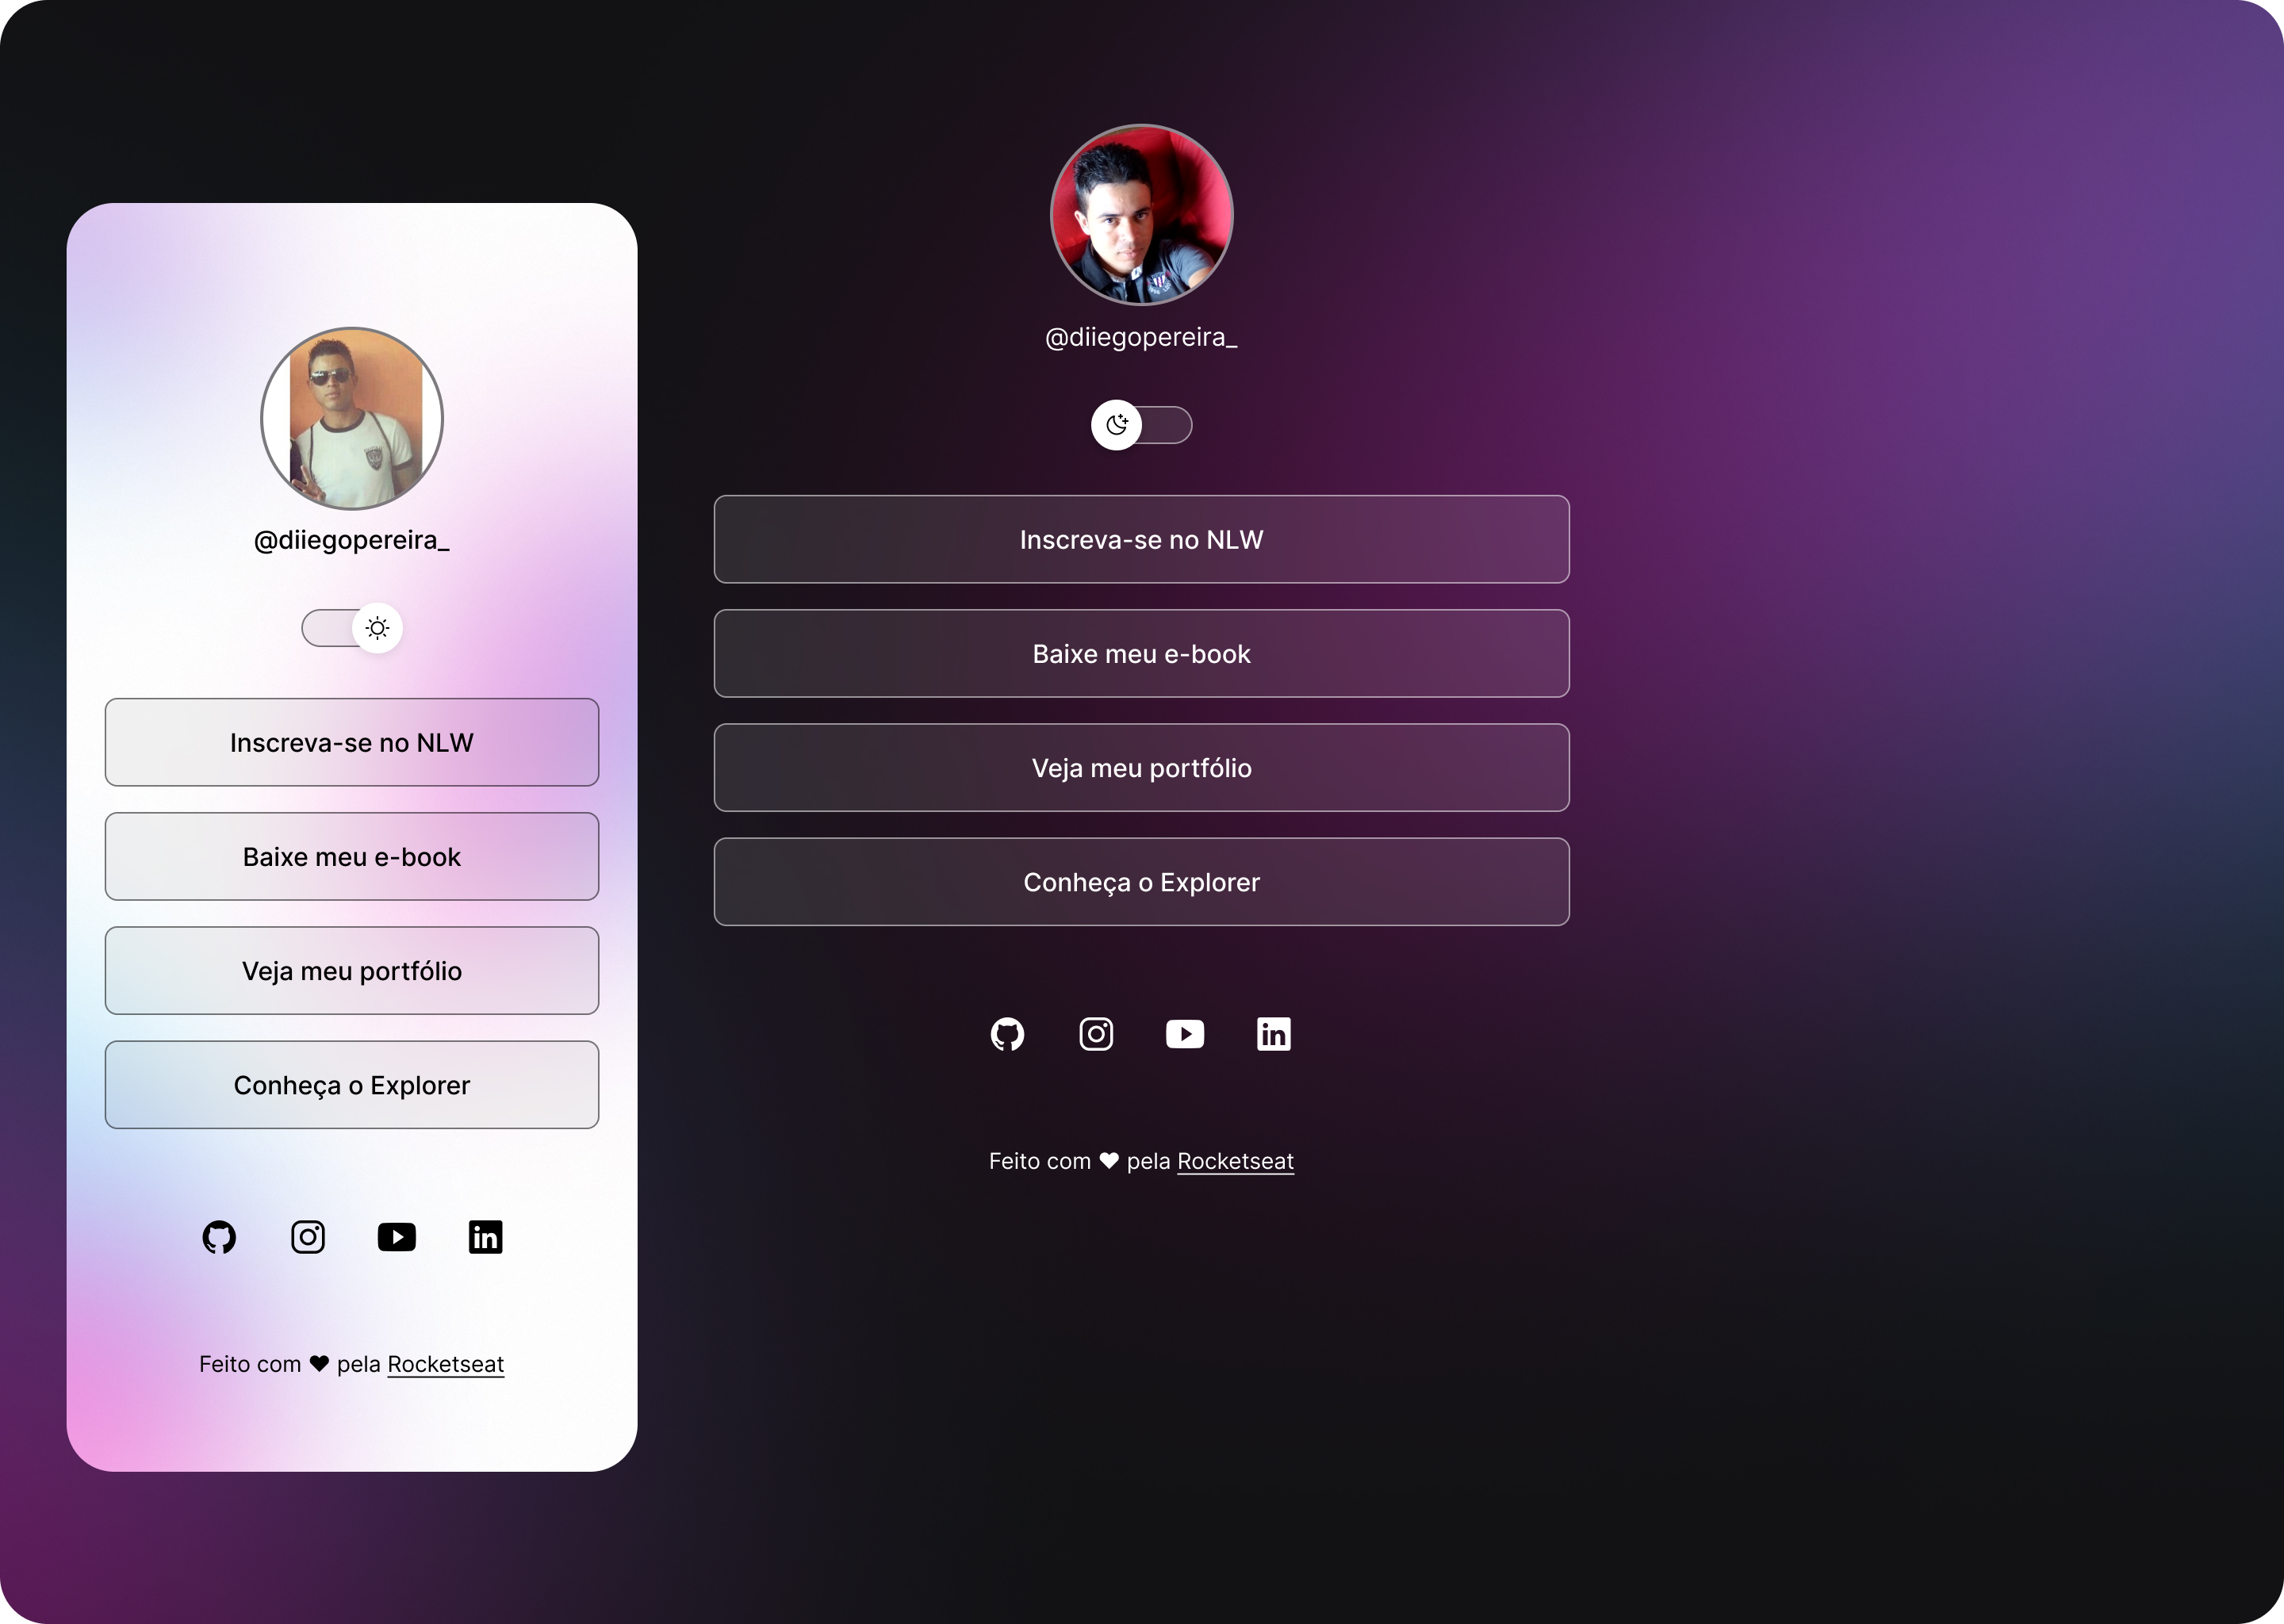 @diiegopereira_
Inscreva-se no NLW
Baixe meu e-book
Veja meu portfólio
Conheça o Explorer
Feito com ♥ pela Rocketseat
@diiegopereira_
Inscreva-se no NLW
Baixe meu e-book
Veja meu portfólio
Conheça o Explorer
Feito com ♥ pela Rocketseat